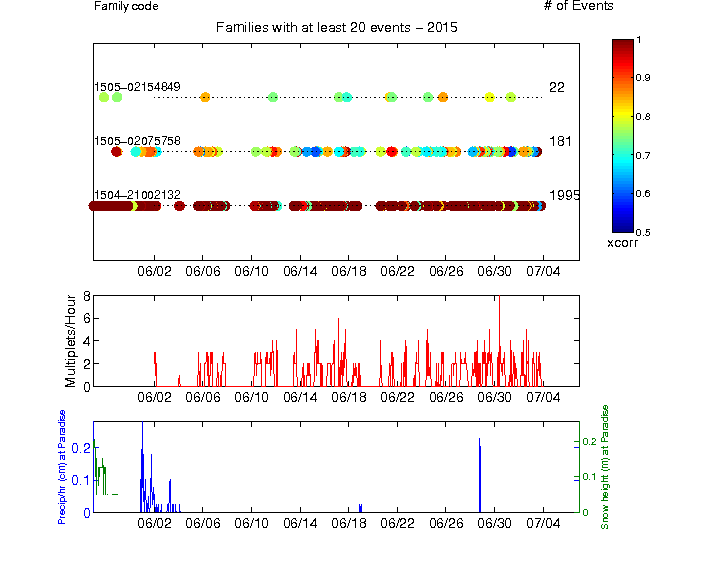 Family code # of Events
Families with at least 20 events – 2015
1505–02154849 22
1505–02075758 181
1504–21002132 1995
06/02 06/06 06/10 06/14 06/18 06/22 06/26 06/30 07/04
1
0.9
0.8
0.7
0.6
0.5
xcorr
Multiplets/Hour
8
6
4
2
0
06/02 06/06 06/10 06/14 06/18 06/22 06/26 06/30 07/04
Precip/hr (cm) at Paradise
0.2
0.1
0
06/02 06/06 06/10 06/14 06/18 06/22 06/26 06/30 07/04
0.2
0.1
0
Snow height (m) at Paradise